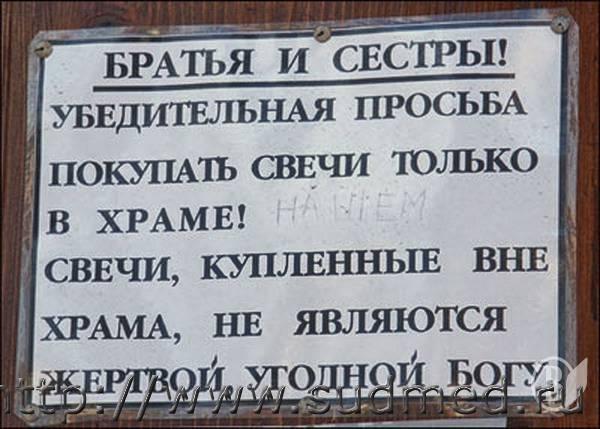 БРАТЬЯ И СЕСТРЫ!
УБЕДИТЕЛЬНАЯ ПРОСЬБА
ПОКУПАТЬ СВЕЧИ ТОЛЬКО
В ХРАМЕ! НАШЕМ
СВЕЧИ, КУПЛЕННЫЕ ВНЕ
ХРАМА, НЕ ЯВЛЯЮТСЯ
ЖЕРТВОЙ, УГОДНОЙ БОГУ
http://www.sudmed.ru